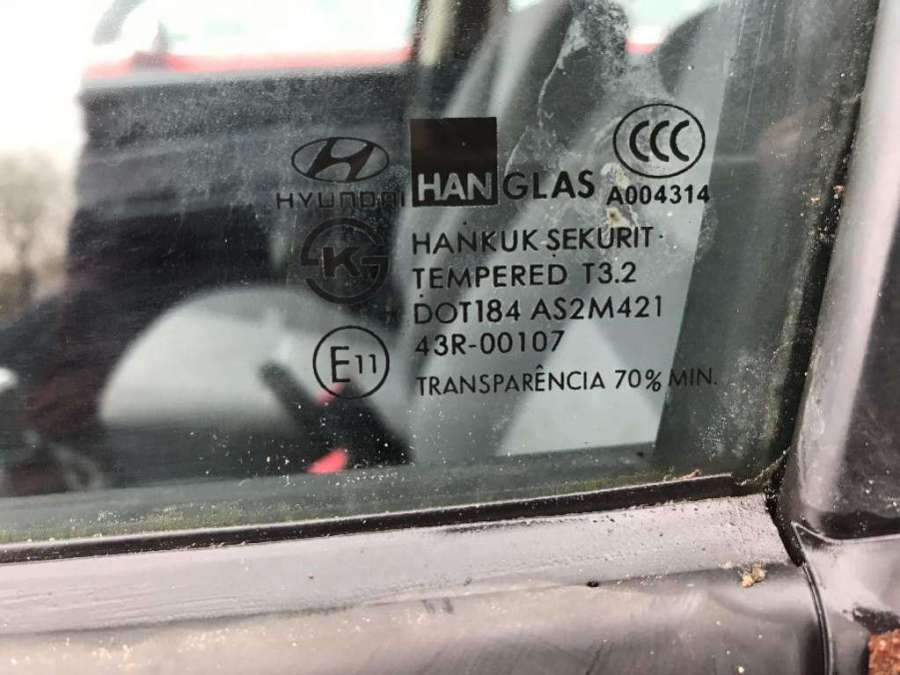 HYUNDAI
HAN GLAS
CCC
A004314
K
HANKUK SEKURIT
TEMPERED T3.2
DOT184 AS2M421
43R-00107
E11
TRANSPARÊNCIA 70% MIN.